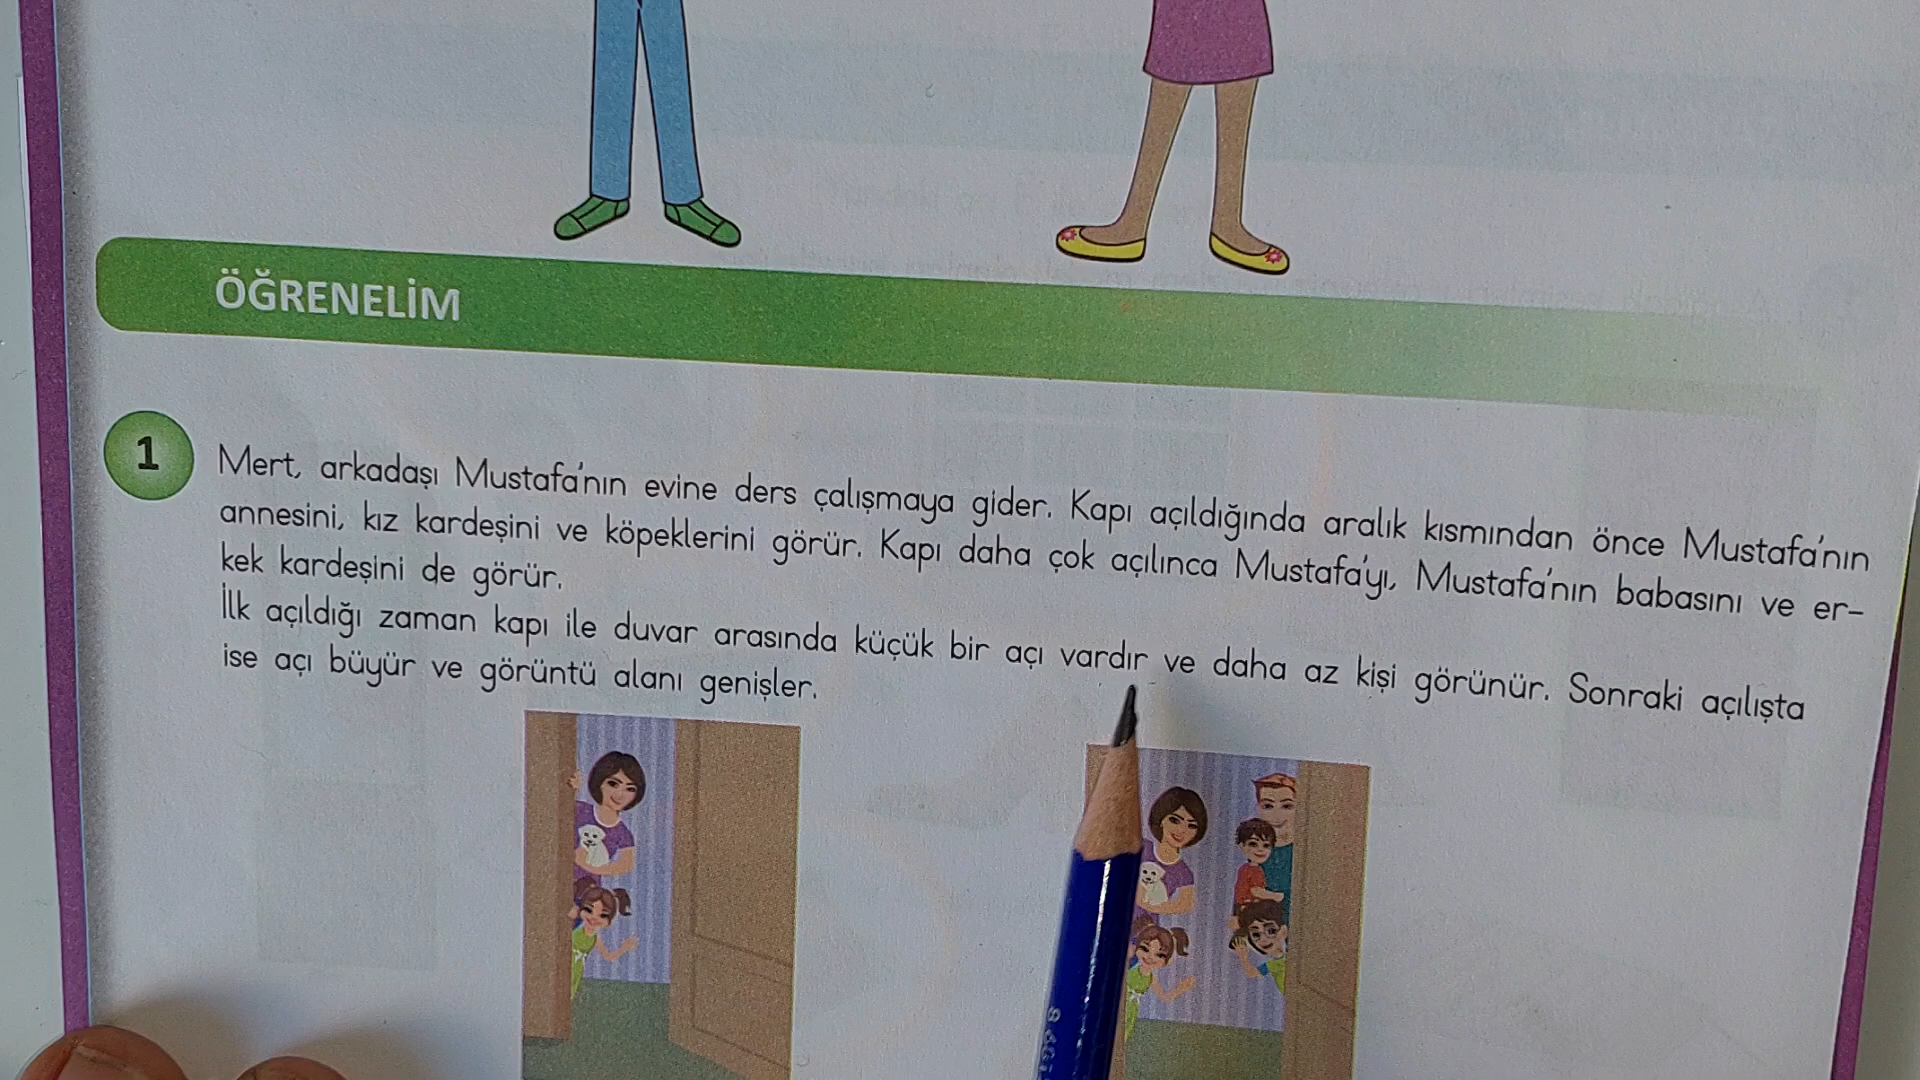 ÖĞRENELİM
1
Mert, arkadaşı Mustafa'nın evine ders çalışmaya gider. Kapı açıldığında aralık kısmından önce Mustafa'nın
annesini, kız kardeşini ve köpeklerini görür. Kapı daha çok açılınca Mustafa'yı, Mustafa'nın babasını ve er-
kek kardeşini de görür.
İlk açıldığı zaman kapı ile duvar arasında küçük bir açı vardır ve daha az kişi görünür. Sonraki açılışta
ise açı büyür ve görüntü alanı genişler.